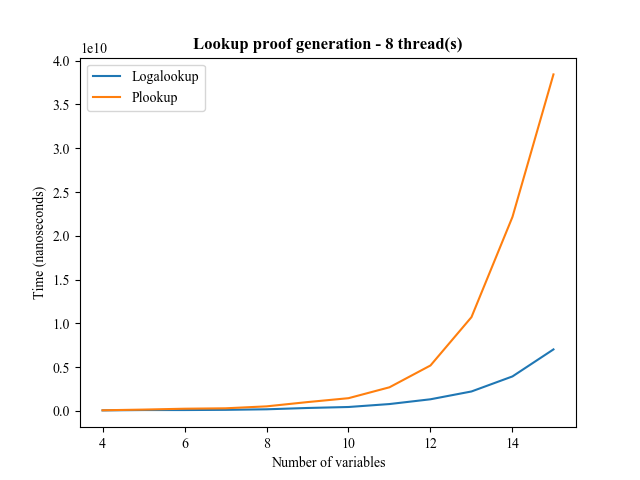 Lookup proof generation - 8 thread(s)
1e10
Logalookup
Plookup
4.0
3.5
3.0
2.5
2.0
1.5
1.0
0.5
0.0
Time (nanoseconds)
4 6 8 10 12 14
Number of variables